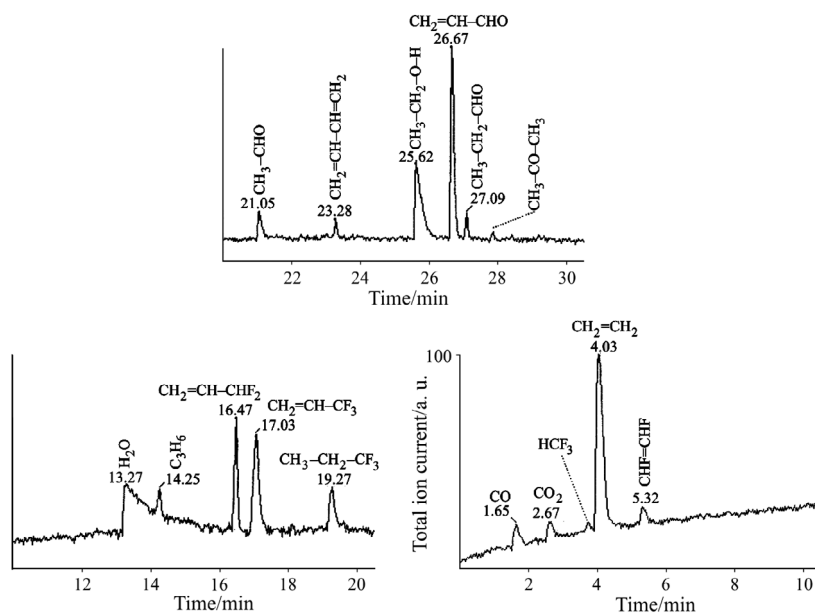 CH2=CH–CHO
26.67
CH3–CHO
21.05
CH2=CH–CH=CH2
23.28
CH3–CH2–O–H
25.62
CH3–CH2–CHO
27.09
CH3–CO–CH3
22 24 26 28 30
Time/min
H2O
13.27
C3H6
14.25
CH2=CH–CHF2
16.47
CH2=CH–CF3
17.03
CH3–CH2–CF3
19.27
12 14 16 18 20
Time/min
Total ion current/a. u.
100
CO
1.65
CO2
2.67
HCF3
CH2=CH2
4.03
CHF=CHF
5.32
2 4 6 8 10
Time/min